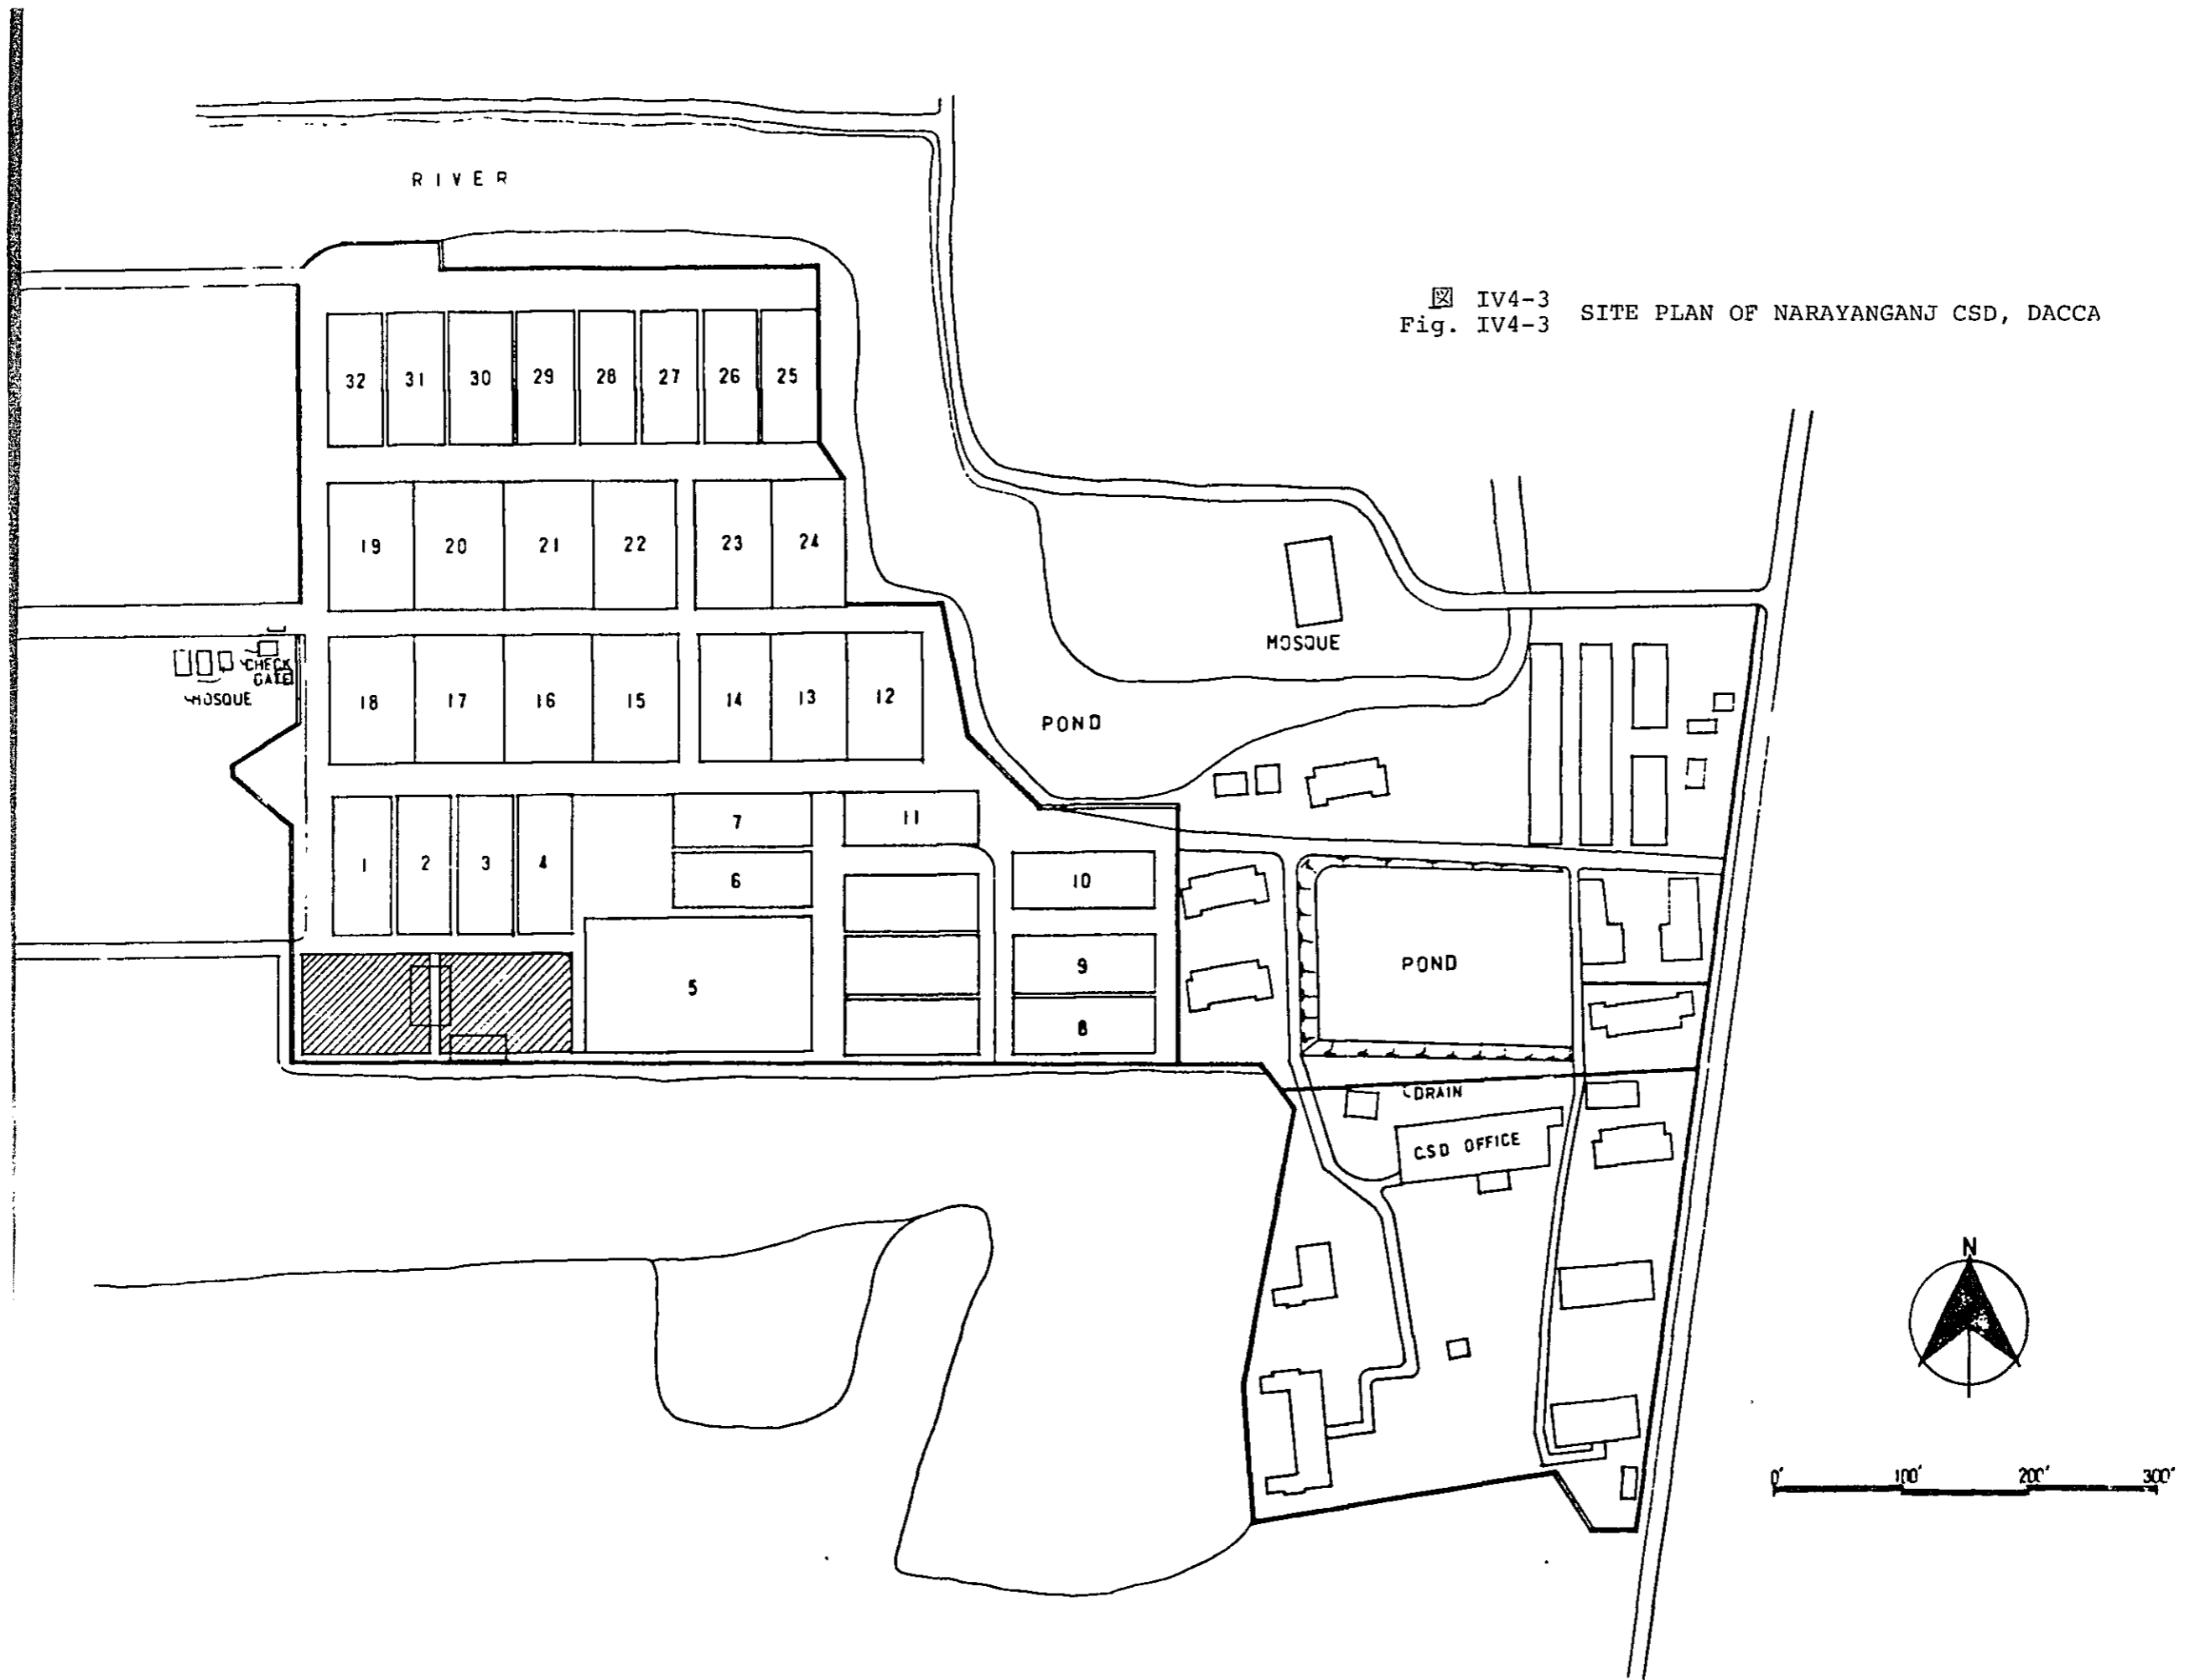 RIVER
図 IV4-3
Fig. IV4-3 SITE PLAN OF NARAYANGANJ CSD, DACCA
32 31 30 29 28 27 26 25
19 20 21 22 23 24
MOSQUE
CHECK
GATE
MOSQUE
18 17 16 15 14 13 12
POND
7 11
1 2 3 4
6 10
POND
5 9
8
DRAIN
CSD OFFICE
N
0' 100' 200' 300'